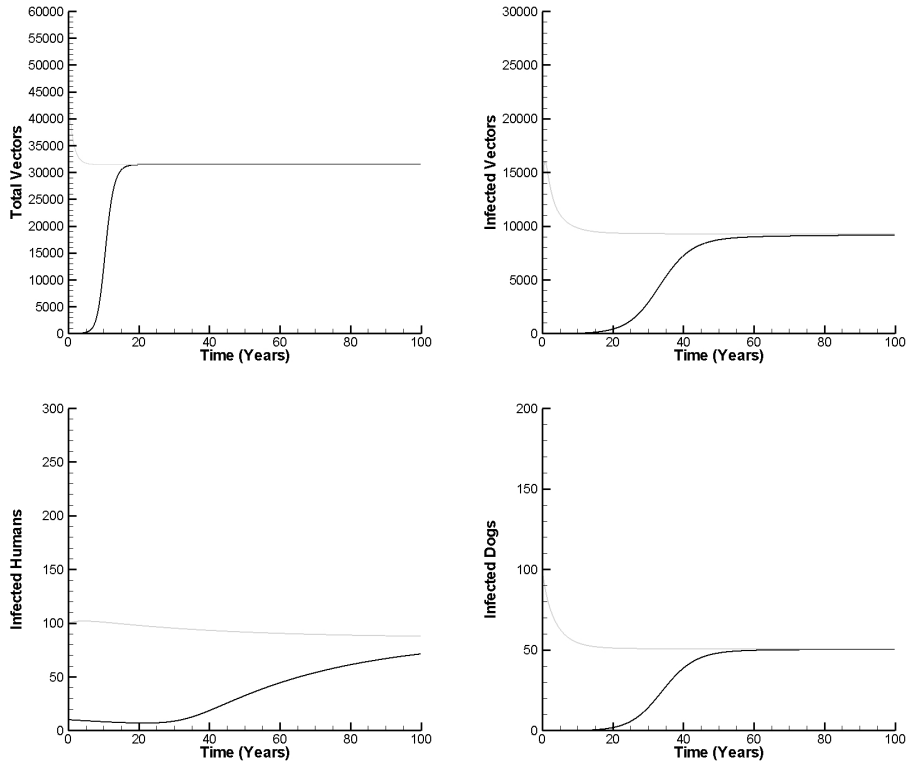 Total Vectors
60000
55000
50000
45000
40000
35000
30000
25000
20000
15000
10000
5000
0
0 20 40 60 80 100
Time (Years)
Infected Vectors
30000
25000
20000
15000
10000
5000
0
0 20 40 60 80 100
Time (Years)
Infected Humans
300
250
200
150
100
50
0
0 20 40 60 80 100
Time (Years)
Infected Dogs
200
150
100
50
0
0 20 40 60 80 100
Time (Years)